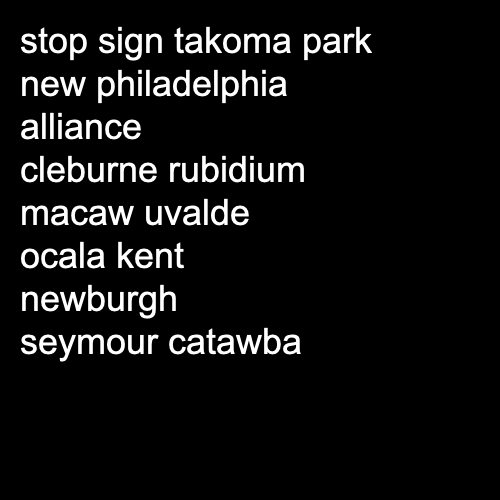 stop sign takoma park
new philadelphia
alliance
cleburne rubidium
macaw uvalde
ocala kent
newburgh
seymour catawba